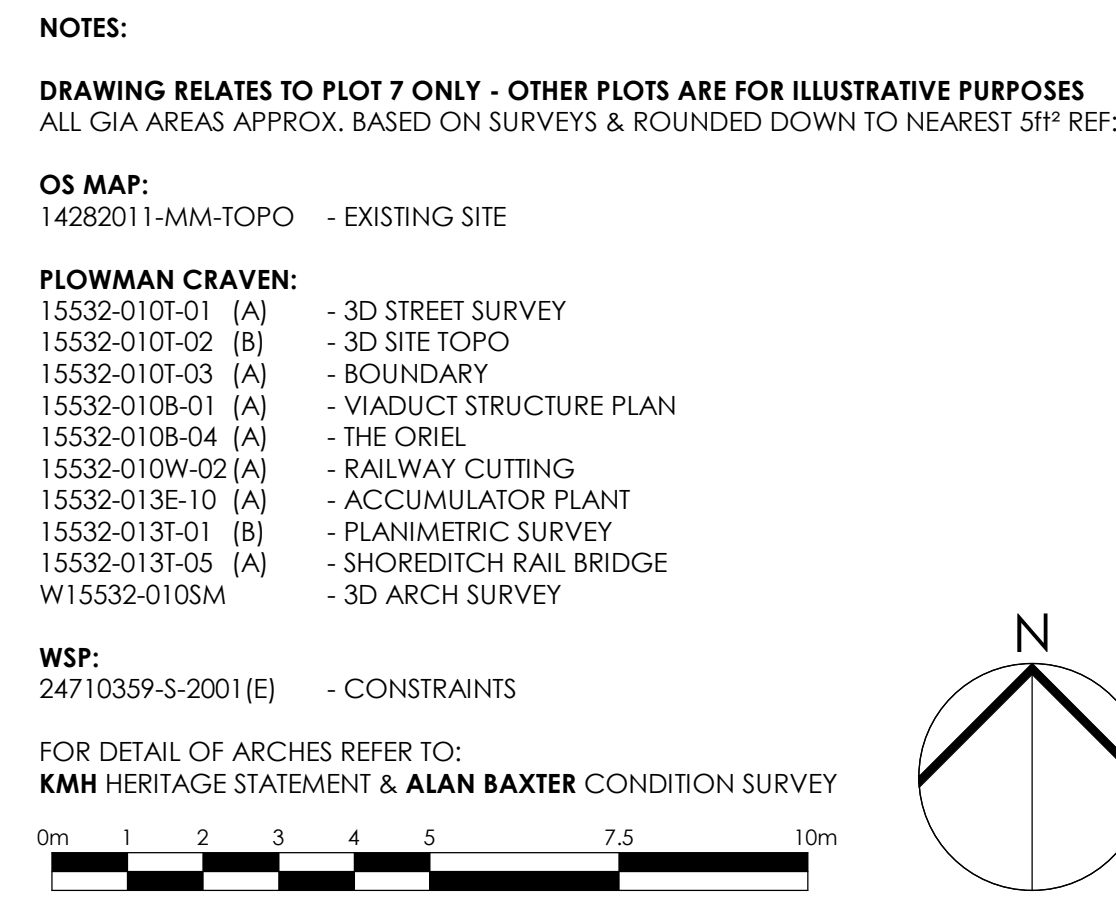 NOTES:
DRAWING RELATES TO PLOT 7 ONLY - OTHER PLOTS ARE FOR ILLUSTRATIVE PURPOSES
ALL GIA AREAS APPROX. BASED ON SURVEYS & ROUNDED DOWN TO NEAREST 5ft² REF:
OS MAP:
14282011-MM-TOPO - EXISTING SITE
PLOWMAN CRAVEN:
15532-010T-01 (A) - 3D STREET SURVEY
15532-010T-02 (B) - 3D SITE TOPO
15532-010T-03 (A) - BOUNDARY
15532-010B-01 (A) - VIADUCT STRUCTURE PLAN
15532-010B-04 (A) - THE ORIEL
15532-010W-02 (A) - RAILWAY CUTTING
15532-013E-10 (A) - ACCUMULATOR PLANT
15532-013T-01 (B) - PLANIMETRIC SURVEY
15532-013T-05 (A) - SHOREDITCH RAIL BRIDGE
W15532-010SM - 3D ARCH SURVEY
WSP:
24710359-S-2001(E) - CONSTRAINTS
FOR DETAIL OF ARCHES REFER TO:
KMH HERITAGE STATEMENT & ALAN BAXTER CONDITION SURVEY
0m 1 2 3 4 5 7.5 10m
N